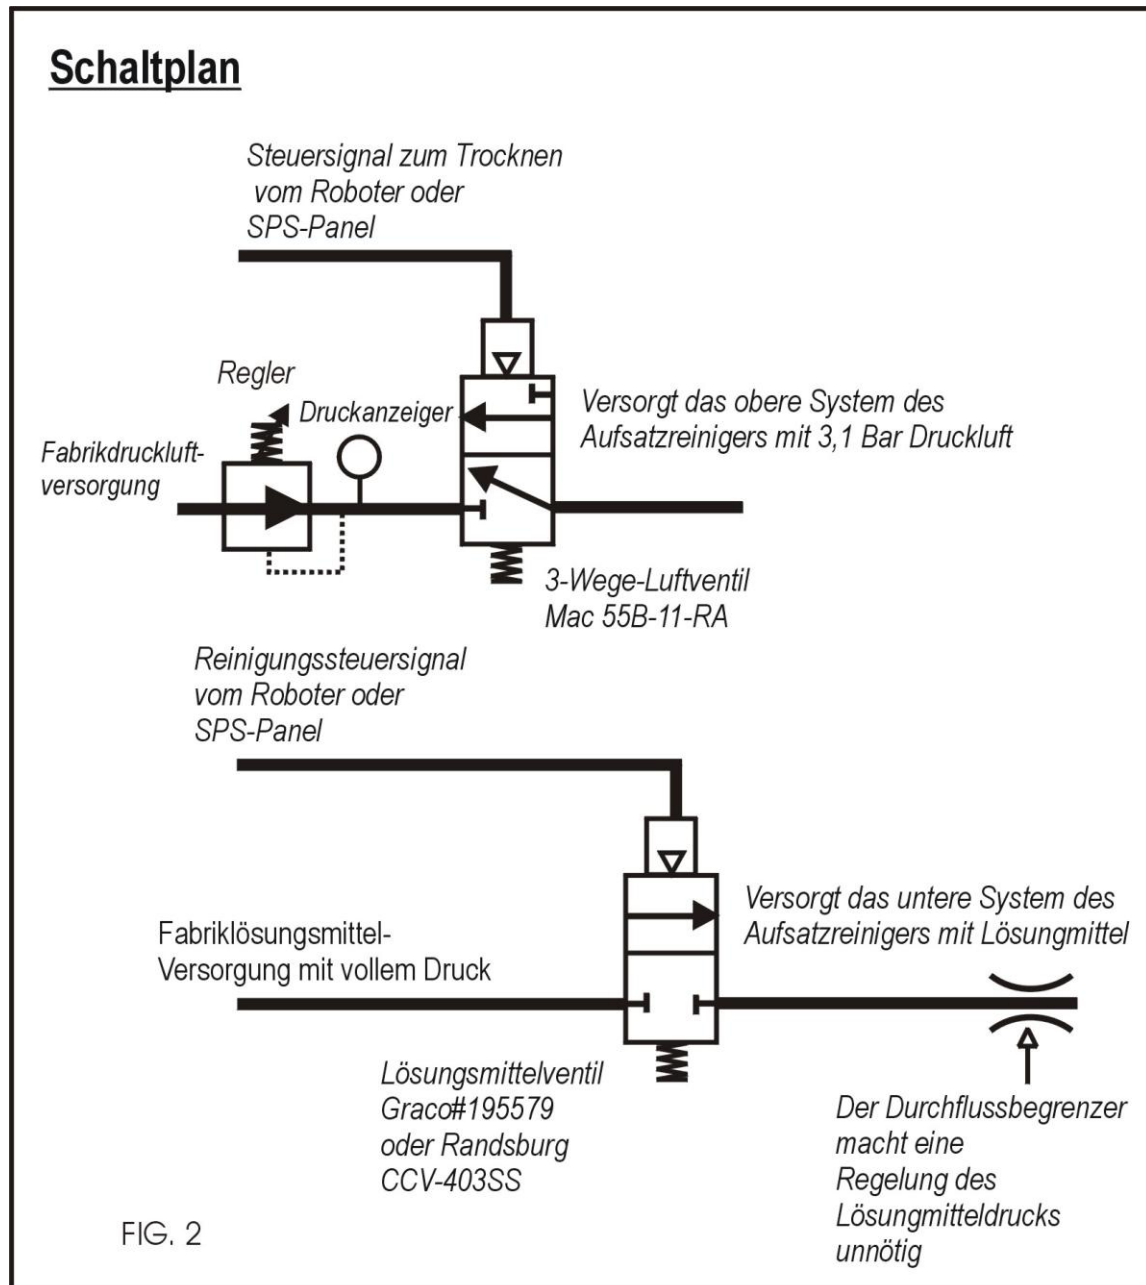 Schaltplan
Steuersignal zum Trocknen
vom Roboter oder
SPS-Panel
Regler
Druckanzeiger
Fabrikdruckluft-
versorgung
Versorgt das obere System des
Aufsatzreinigers mit 3,1 Bar Druckluft
3-Wege-Luftventil
Mac 55B-11-RA
Reinigungssteuersignal
vom Roboter oder
SPS-Panel
Versorgt das untere System des
Aufsatzreinigers mit Lösungmittel
Fabriklösungsmittel-
Versorgung mit vollem Druck
Lösungsmittelventil
Graco#195579
oder Randsburg
CCV-403SS
Der Durchflussbegrenzer
macht eine
Regelung des
Lösungmitteldrucks
unnötig
FIG. 2